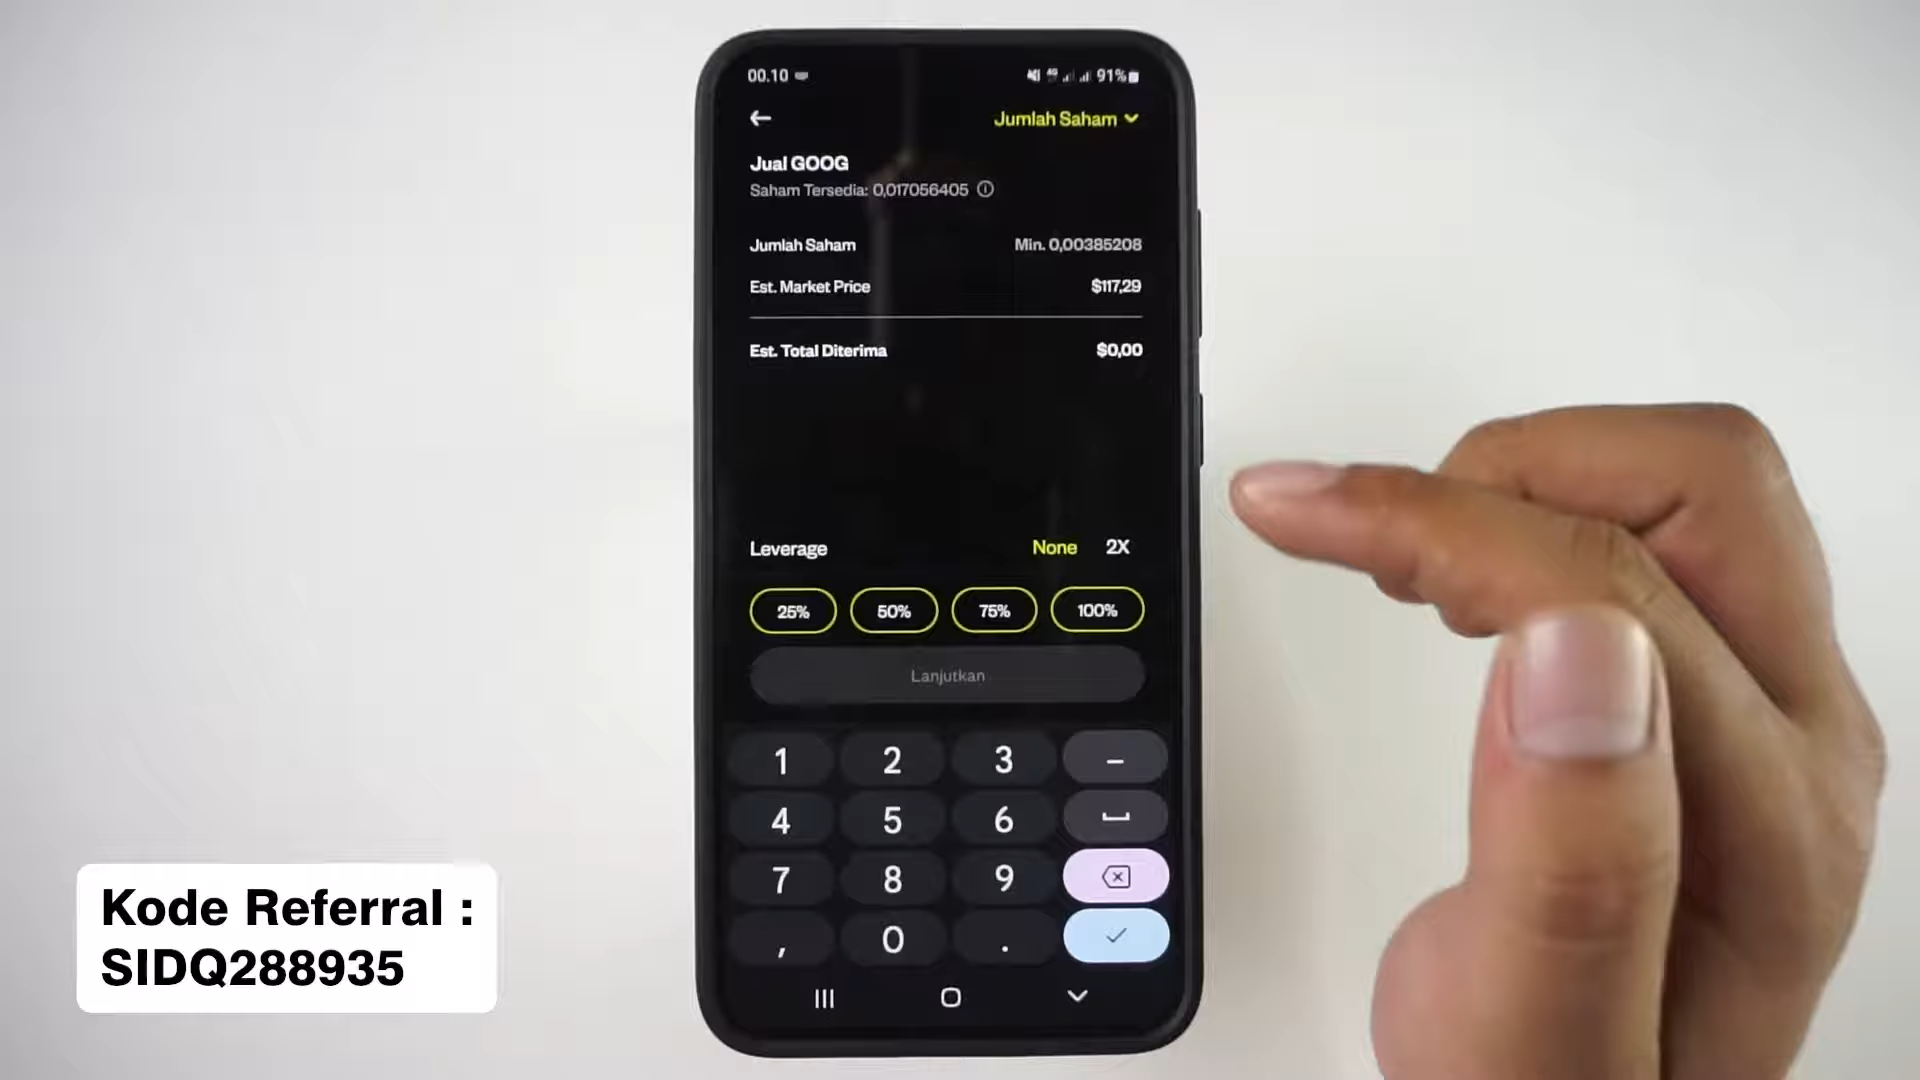 00.10 4G 91%
Jumlah Saham
Jual GOOG
Saham Tersedia: 0,017056405
Jumlah Saham Min. 0,00385208
Est. Market Price $117,29
Est. Total Diterima $0,00
Leverage None 2X
25% 50% 75% 100%
Lanjutkan
1 2 3 –
4 5 6
7 8 9
, 0 .
Kode Referral :
SIDQ288935